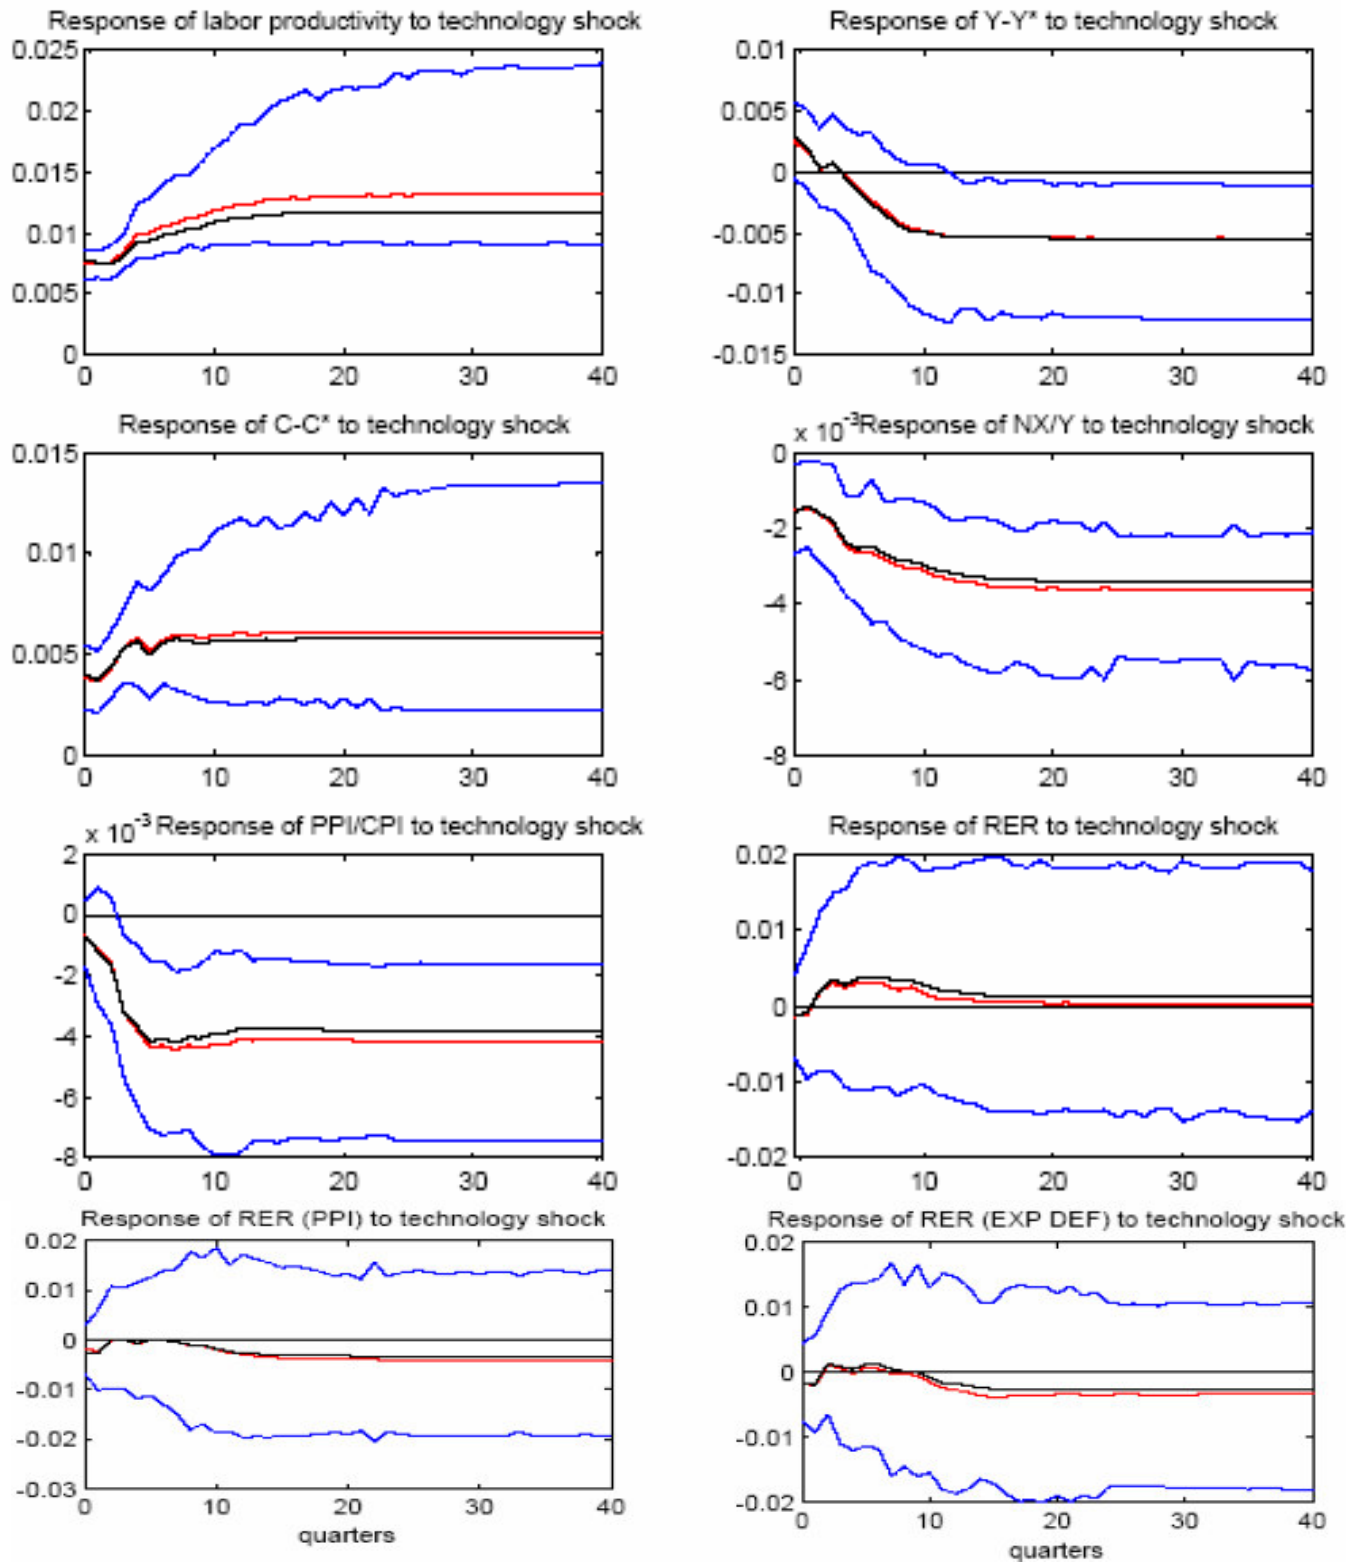 Response of labor productivity to technology shock
0.025
0.02
0.015
0.01
0.005
0
0 10 20 30 40
Response of Y-Y* to technology shock
0.01
0.005
0
-0.005
-0.01
-0.015
0 10 20 30 40
Response of C-C* to technology shock
0.015
0.01
0.005
0
0 10 20 30 40
x 10⁻³ Response of NX/Y to technology shock
0
-2
-4
-6
-8
0 10 20 30 40
x 10⁻³ Response of PPI/CPI to technology shock
2
0
-2
-4
-6
-8
0 10 20 30 40
Response of RER to technology shock
0.02
0.01
0
-0.01
-0.02
0 10 20 30 40
Response of RER (PPI) to technology shock
0.02
0.01
0
-0.01
-0.02
-0.03
0 10 20 30 40
quarters
Response of RER (EXP DEF) to technology shock
0.02
0.01
0
-0.01
-0.02
0 10 20 30 40
quarters